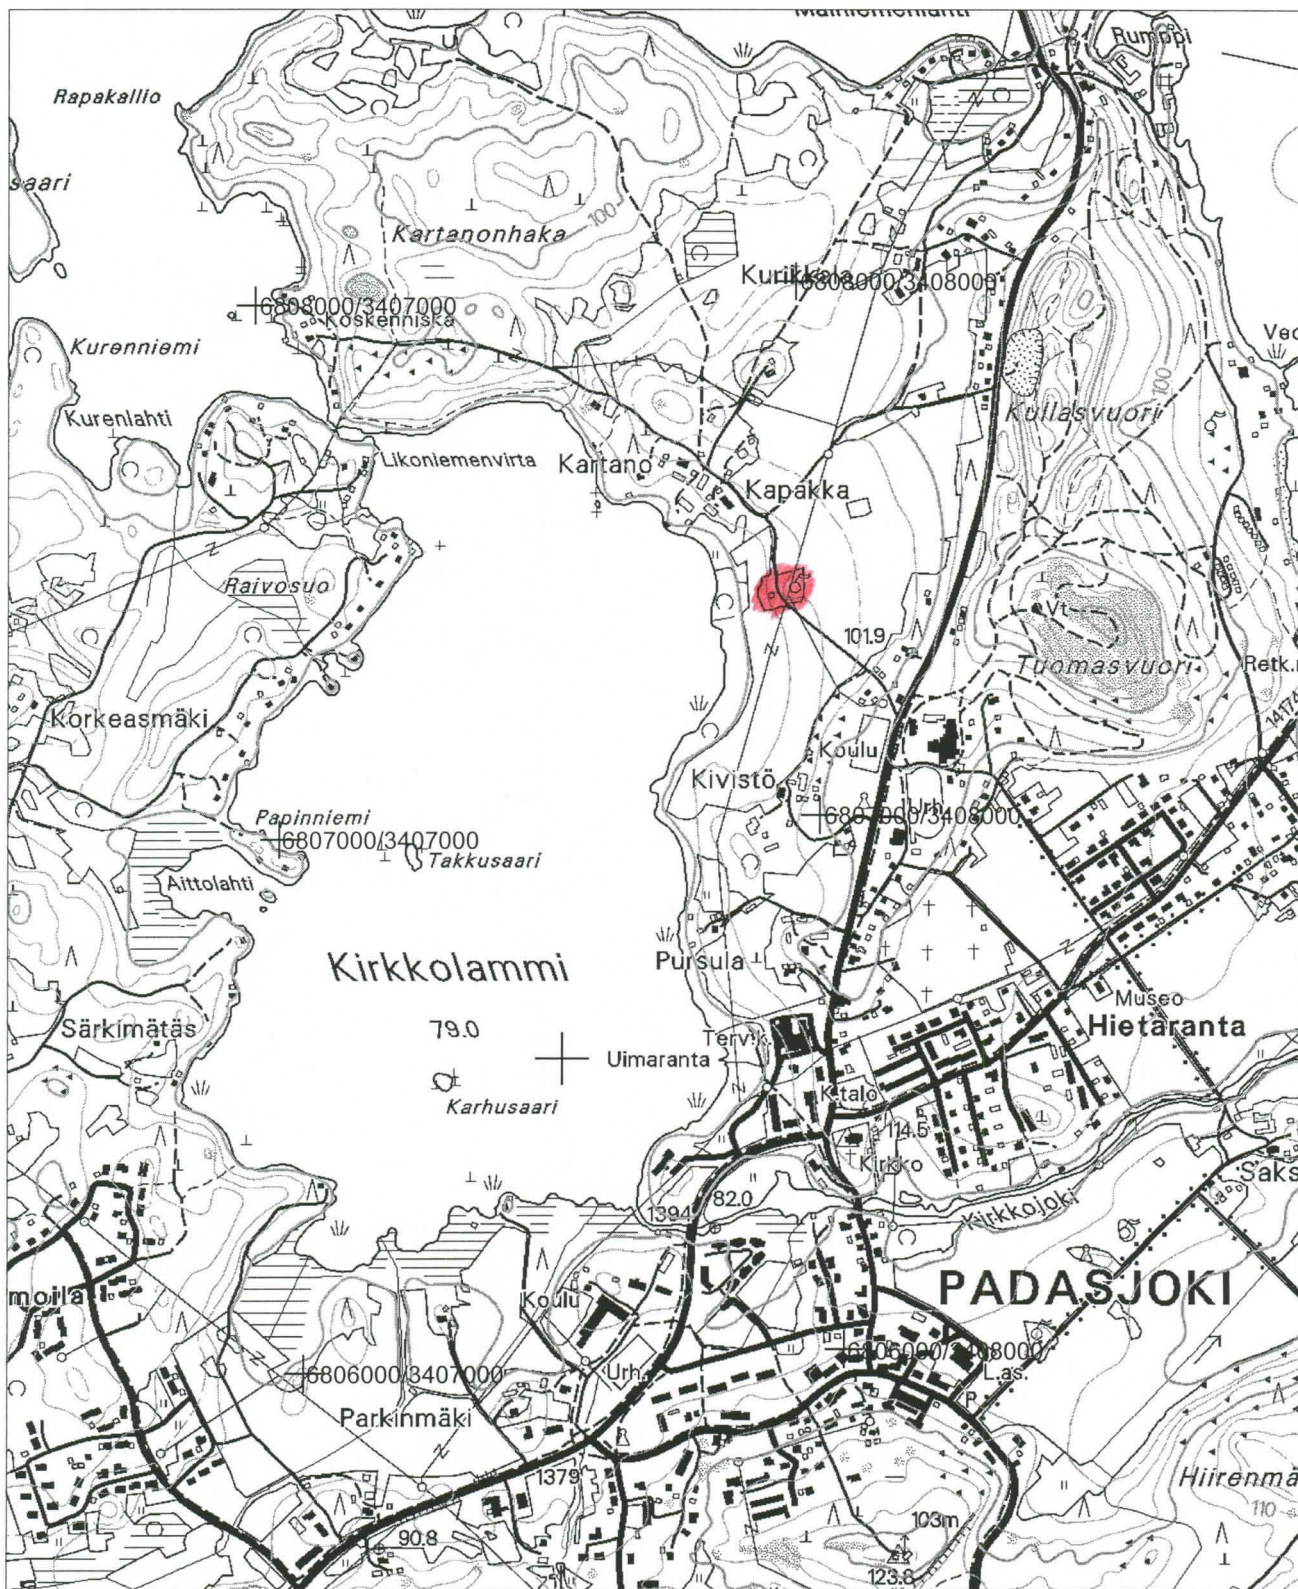 Mainiemenlahti
Rumppi
Rapakallio
saari
Kartanonhaka
100
Kurikkala
6808000/3408000
6808000/3407000
Koskenniska
Kurenniemi
Kullasvuori
100
Kurenlahti
Likoniemenvirta
Kartano
Kapakka
Raivosuo
Vt.
101.9
Tuomasvuori
Retk.
14174
Korkeasmäki
Koulu
Kivistö
Urh.
6807000/3408000
Papinniemi
6807000/3407000
Takkusaari
Aittolahti
Kirkkolammi
Pursula
Museo
Särkimätäs
79.0
Terv.k.
Hietaranta
Uimaranta
K.talo
Karhusaari
114.5
Kirkko
Saks
82.0
1394
Kirkkojoki
moila
Koulu
PADASJOKI
6806000/3408000
6806000/3407000
Urh.
L.as.
P
Parkinmäki
1379
Hiirenmä
110
90.8
103m
123.8